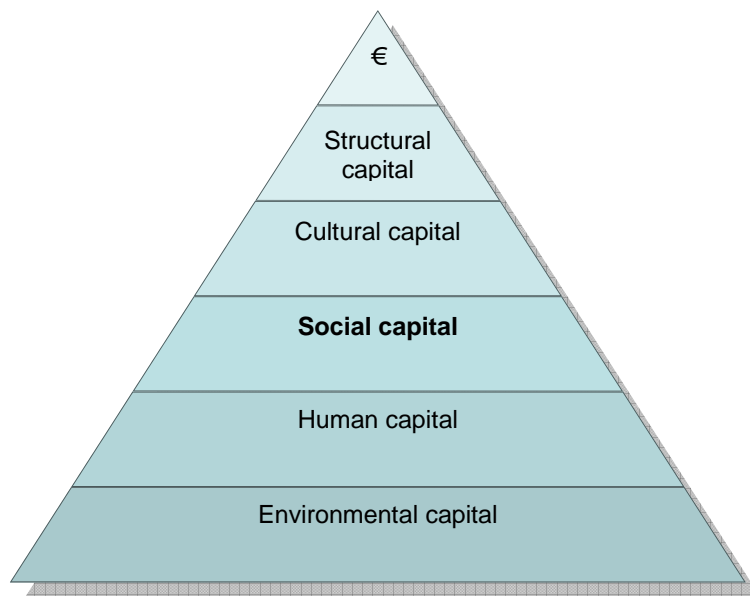 €
Structural
capital
Cultural capital
Social capital
Human capital
Environmental capital